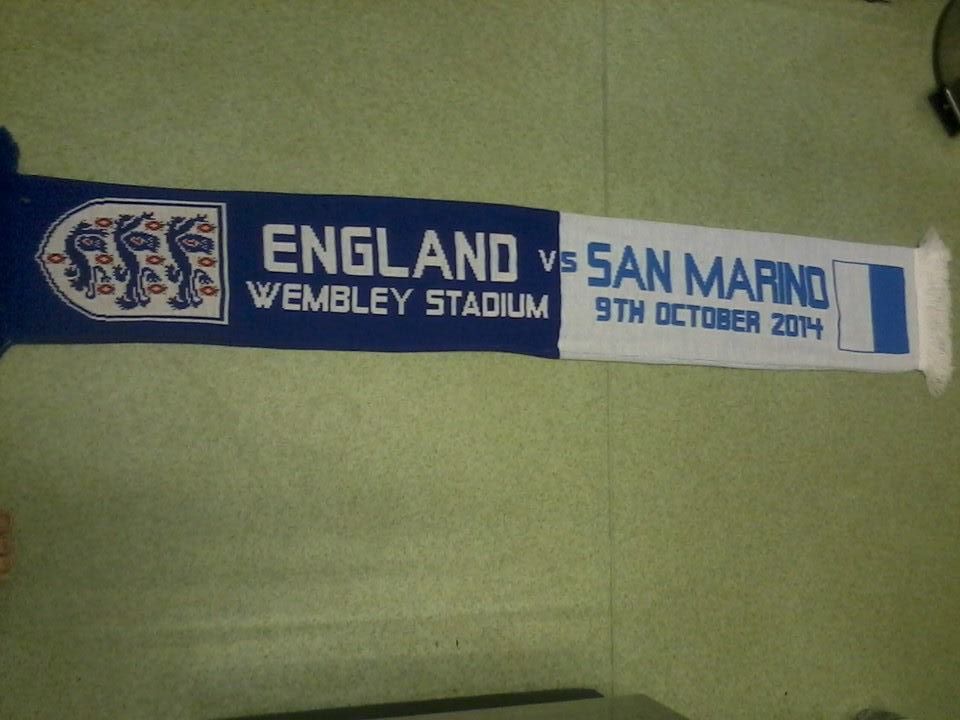 ENGLAND vs SAN MARINO
WEMBLEY STADIUM 9TH OCTOBER 2014